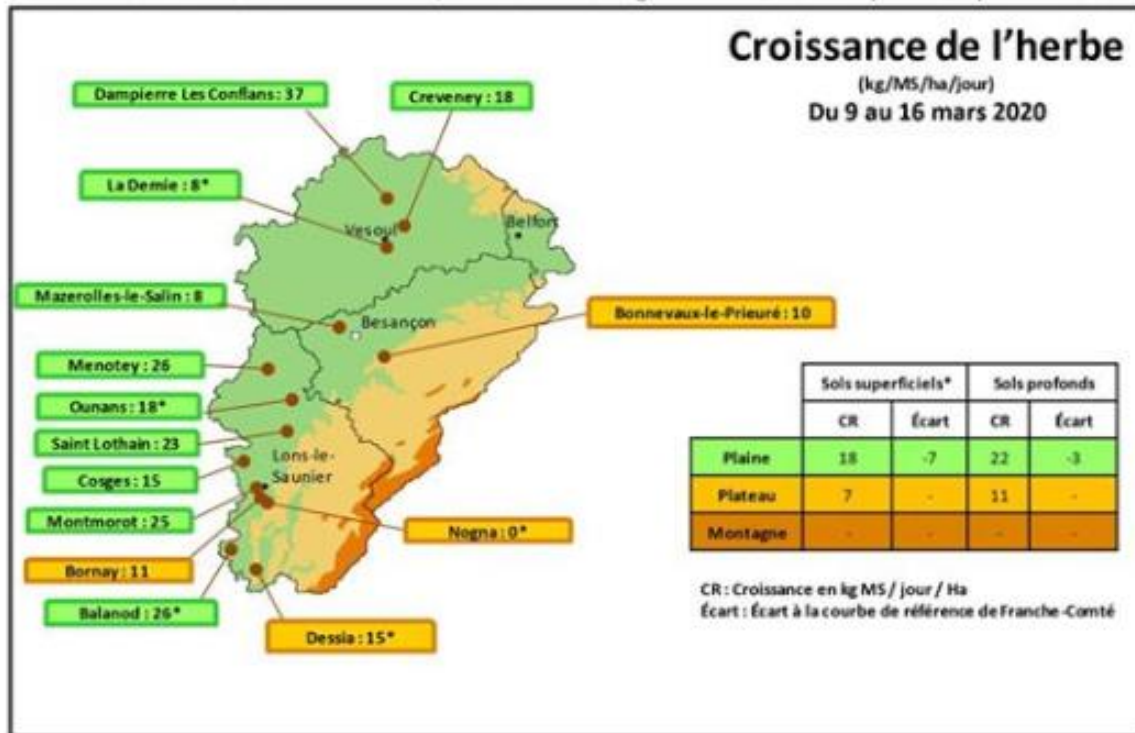 Croissance de l'herbe
(kg/MS/ha/jour)
Du 9 au 16 mars 2020
Dampierre Les Conflans : 37
Creveney : 18
La Demie : 8*
Vesoul
Belfort
Mazerolles-le-Salin : 8
Besançon
Bonnevaux-le-Prieuré : 10
Menotey : 26
Ounans : 18*
Saint Lothain : 23
Cosges : 15
Lons-le-
Saunier
Montmorot : 25
Nogna : 0*
Bornay : 11
Balanod : 26*
Dessia : 15*
Sols superficiels* Sols profonds
CR Écart CR Écart
Plaine 18 -7 22 -3
Plateau 7 - 11 -
Montagne - - - -
CR : Croissance en kg MS / jour / Ha
Écart : Écart à la courbe de référence de Franche-Comté